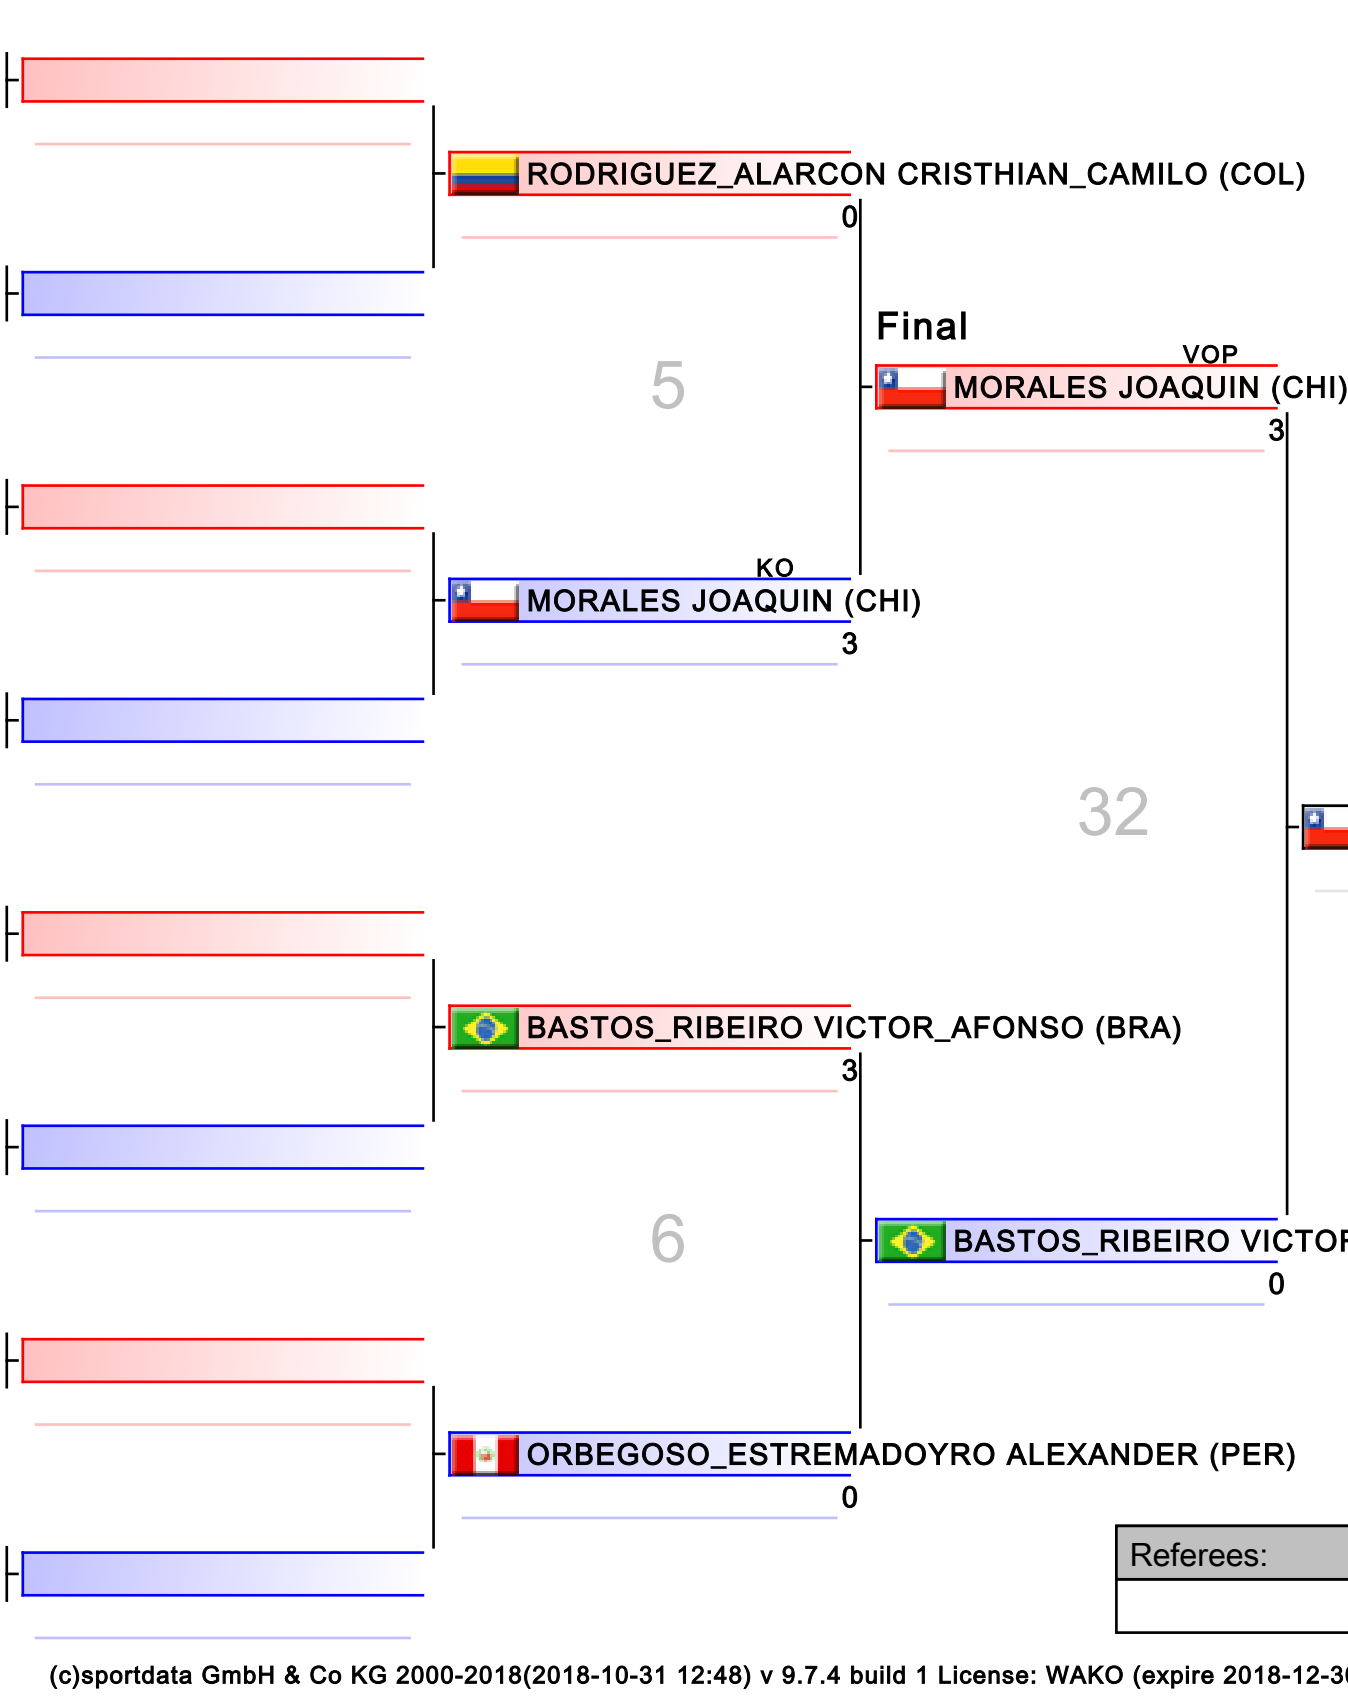 RODRIGUEZ_ALARCON CRISTHIAN_CAMILO (COL)
0
Final
VOP
5
MORALES JOAQUIN (CHI)
3
KO
MORALES JOAQUIN (CHI)
3
32
BASTOS_RIBEIRO VICTOR_AFONSO (BRA)
3
6
BASTOS_RIBEIRO
0
ORBEGOSO_ESTREMADOYRO ALEXANDER (PER)
0
Referees:
(c)sportdata GmbH & Co KG 2000-2018(2018-10-31 12:48) v 9.7.4 build 1 License: WAKO (expire